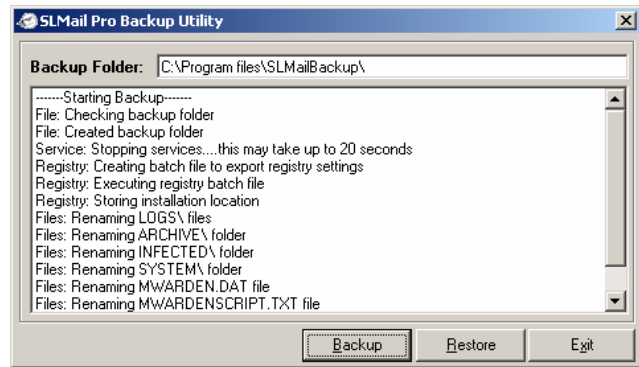 SLMail Pro Backup Utility
Backup Folder: C:\Program files\SLMailBackup\
-------Starting Backup-------
File: Checking backup folder
File: Created backup folder
Service: Stopping services....this may take up to 20 seconds
Registry: Creating batch file to export registry settings
Registry: Executing registry batch file
Registry: Storing installation location
Files: Renaming LOGS\ files
Files: Renaming ARCHIVE\ folder
Files: Renaming INFECTED\ folder
Files: Renaming SYSTEM\ folder
Files: Renaming MWARDEN.DAT file
Files: Renaming MWARDENSCRIPT.TXT file
Backup Restore Exit